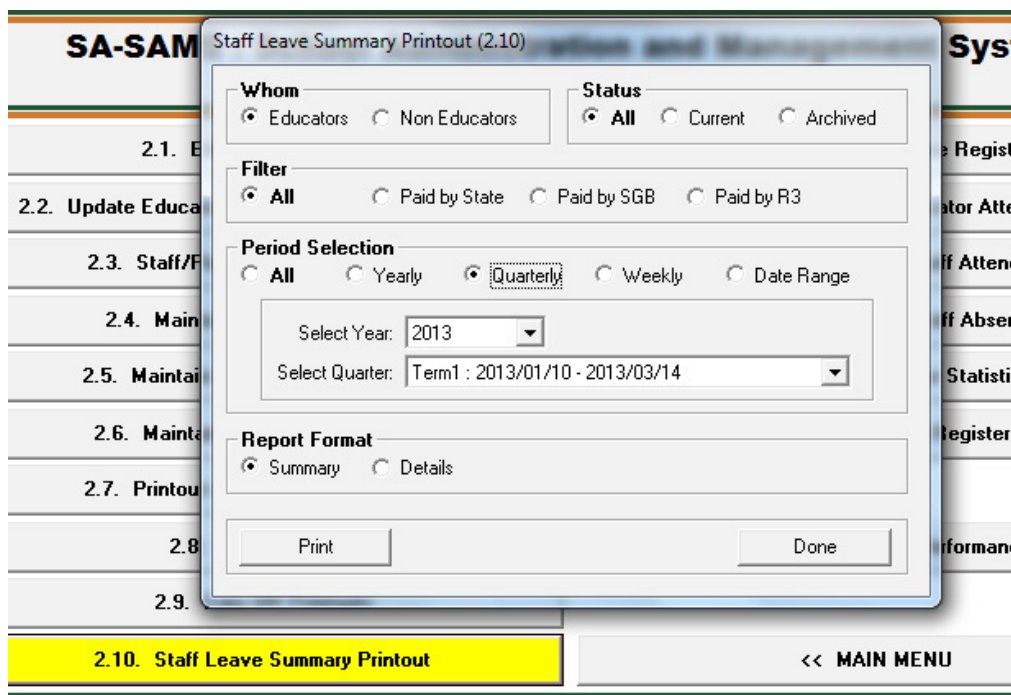 SA-SAM Sys
Staff Leave Summary Printout (2.10)
Whom
Educators Non Educators
Status
All Current Archived
Filter
All Paid by State Paid by SGB Paid by R3
Period Selection
All Yearly Quarterly Weekly Date Range
Select Year: 2013
Select Quarter: Term1 : 2013/01/10 - 2013/03/14
Report Format
Summary Details
Print Done
2.1. E
2.2. Update Educa
2.3. Staff/F
2.4. Main
2.5. Maintai
2.6. Mainta
2.7. Printou
2.8
2.9.
2.10. Staff Leave Summary Printout
e Regist
ator Atte
ff Atten
ff Abser
Statisti
Register
rforman
<< MAIN MENU